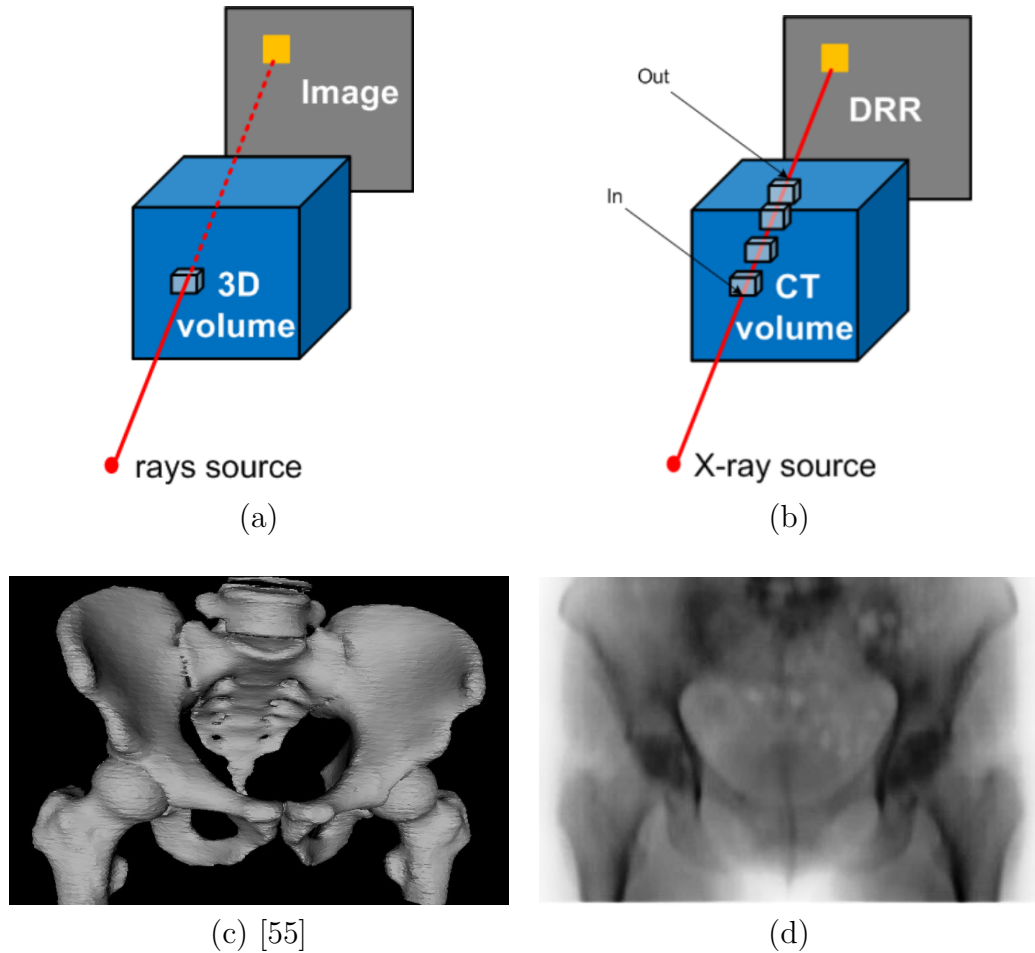 Image
3D
volume
rays source
(a)
Out
DRR
In
CT
volume
X-ray source
(b)
(c) [55]
(d)